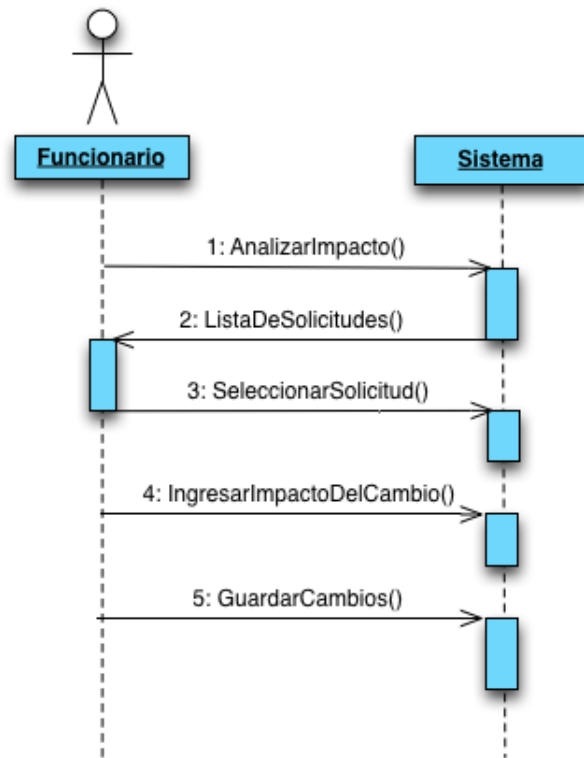 Funcionario
Sistema
1: AnalizarImpacto()
2: ListaDeSolicitudes()
3: SeleccionarSolicitud()
4: IngresarImpactoDelCambio()
5: GuardarCambios()